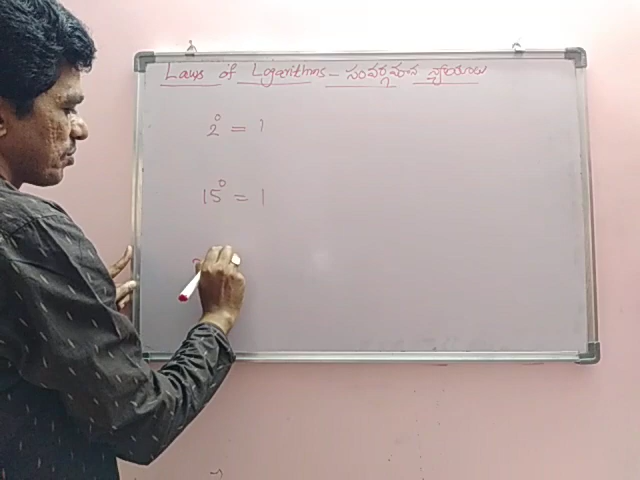 Laws of Logarithms - సంవర్గమాన న్యాయాలు
2⁰ = 1
15⁰ = 1